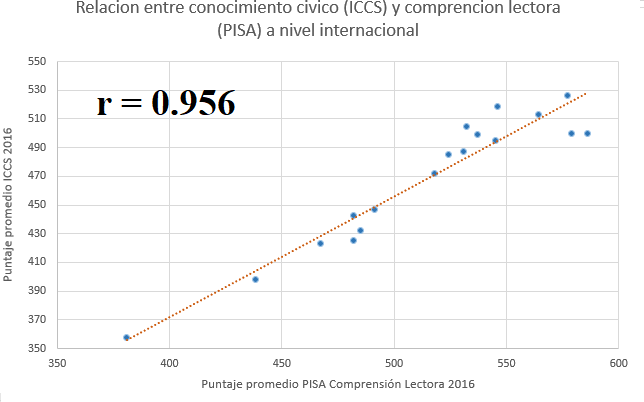 Relacion entre conocimiento civico (ICCS) y comprencion lectora
(PISA) a nivel internacional
r = 0.956
Puntaje promedio ICCS 2016
550
530
510
490
470
450
430
410
390
370
350
350 400 450 500 550 600
Puntaje promedio PISA Comprensión Lectora 2016